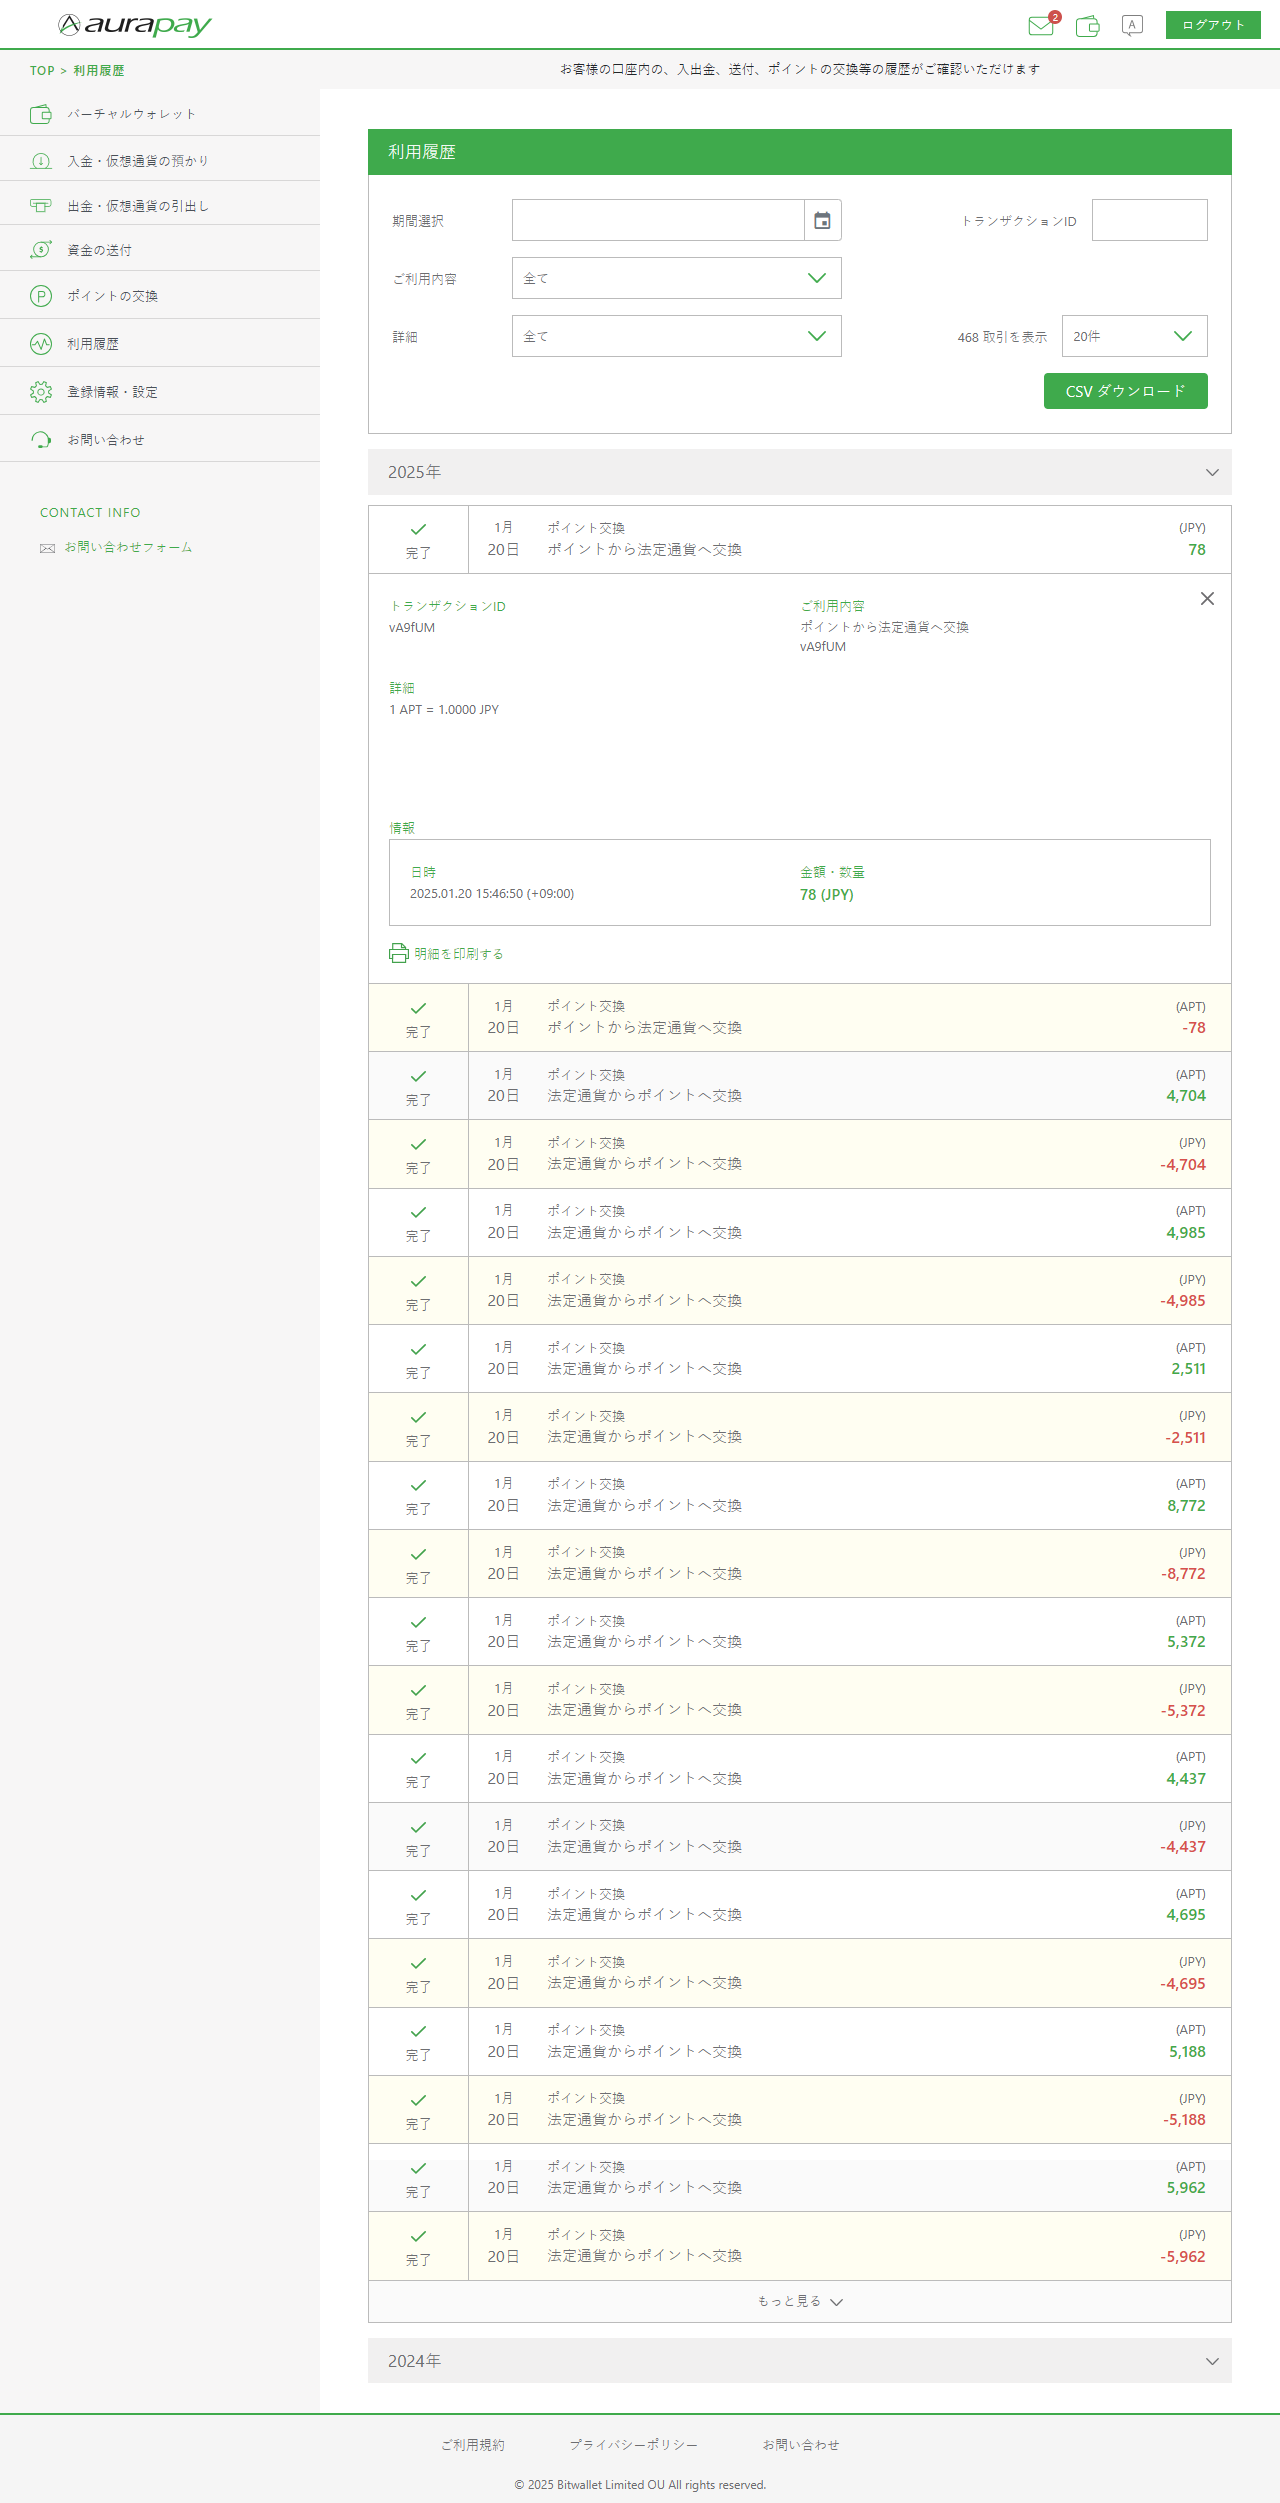 aurapay
2
A
ログアウト
TOP > 利用履歴
お客様の口座内の、入出金、送付、ポイントの交換等の履歴がご確認いただけます
バーチャルウォレット
入金・仮想通貨の預かり
出金・仮想通貨の引出し
資金の送付
ポイントの交換
利用履歴
登録情報・設定
お問い合わせ
CONTACT INFO
お問い合わせフォーム
利用履歴
期間選択
トランザクションID
ご利用内容
全て
詳細
全て
468 取引を表示
20件
CSV ダウンロード
2025年
完了
1月
20日
ポイント交換
ポイントから法定通貨へ交換
(JPY)
78
トランザクションID
vA9fUM
ご利用内容
ポイントから法定通貨へ交換
vA9fUM
詳細
1 APT = 1.0000 JPY
情報
日時
2025.01.20 15:46:50 (+09:00)
金額・数量
78 (JPY)
明細を印刷する
完了
1月
20日
ポイント交換
ポイントから法定通貨へ交換
(APT)
-78
完了
1月
20日
ポイント交換
法定通貨からポイントへ交換
(APT)
4,704
完了
1月
20日
ポイント交換
法定通貨からポイントへ交換
(JPY)
-4,704
完了
1月
20日
ポイント交換
法定通貨からポイントへ交換
(APT)
4,985
完了
1月
20日
ポイント交換
法定通貨からポイントへ交換
(JPY)
-4,985
完了
1月
20日
ポイント交換
法定通貨からポイントへ交換
(APT)
2,511
完了
1月
20日
ポイント交換
法定通貨からポイントへ交換
(JPY)
-2,511
完了
1月
20日
ポイント交換
法定通貨からポイントへ交換
(APT)
8,772
完了
1月
20日
ポイント交換
法定通貨からポイントへ交換
(JPY)
-8,772
完了
1月
20日
ポイント交換
法定通貨からポイントへ交換
(APT)
5,372
完了
1月
20日
ポイント交換
法定通貨からポイントへ交換
(JPY)
-5,372
完了
1月
20日
ポイント交換
法定通貨からポイントへ交換
(APT)
4,437
完了
1月
20日
ポイント交換
法定通貨からポイントへ交換
(JPY)
-4,437
完了
1月
20日
ポイント交換
法定通貨からポイントへ交換
(APT)
4,695
完了
1月
20日
ポイント交換
法定通貨からポイントへ交換
(JPY)
-4,695
完了
1月
20日
ポイント交換
法定通貨からポイントへ交換
(APT)
5,188
完了
1月
20日
ポイント交換
法定通貨からポイントへ交換
(JPY)
-5,188
完了
1月
20日
ポイント交換
法定通貨からポイントへ交換
(APT)
5,962
完了
1月
20日
ポイント交換
法定通貨からポイントへ交換
(JPY)
-5,962
もっと見る
2024年
ご利用規約
プライバシーポリシー
お問い合わせ
© 2025 Bitwallet Limited OU All rights reserved.